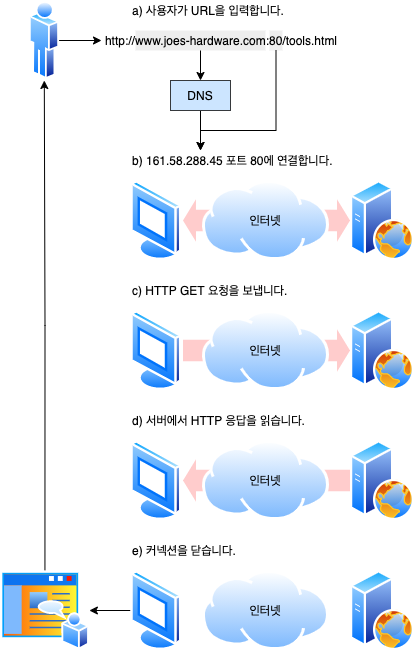 a) 사용자가 URL을 입력합니다.
http://www.joes-hardware.com:80/tools.html
DNS
b) 161.58.288.45 포트 80에 연결합니다.
인터넷
c) HTTP GET 요청을 보냅니다.
인터넷
d) 서버에서 HTTP 응답을 읽습니다.
인터넷
e) 커넥션을 닫습니다.
인터넷